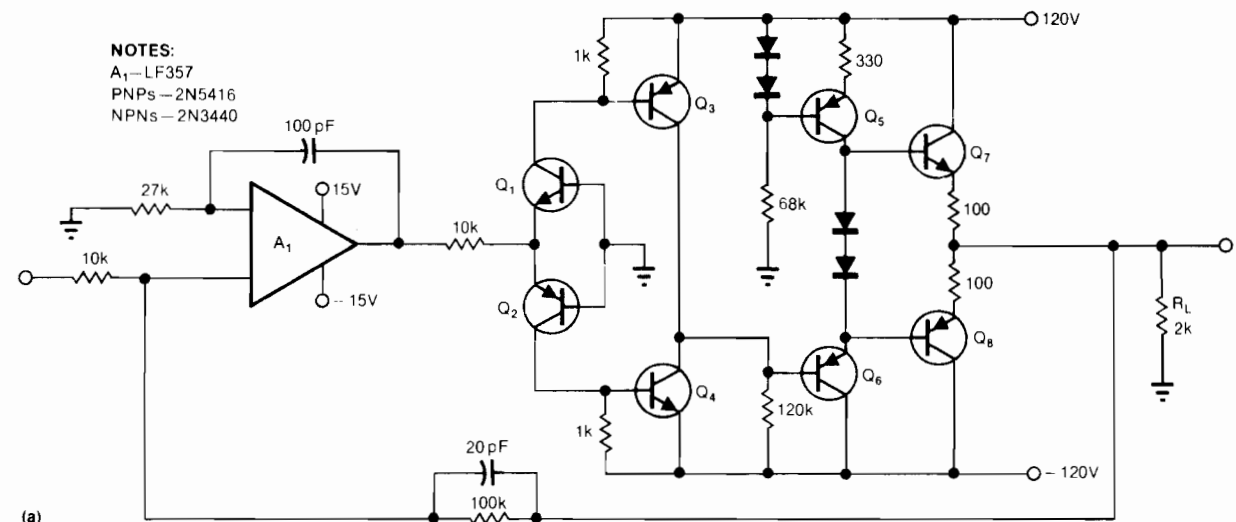 120V
NOTES:
A₁—LF357
PNPs—2N5416
NPNs—2N3440
1k
330
Q₃
Q₅
100pF
Q₇
27k
15V
Q₁
68k
100
10k
A₁
10k
–15V
Q₂
100
R_L
2k
Q₈
Q₆
Q₄
120k
1k
20pF
–120V
100k
(a)